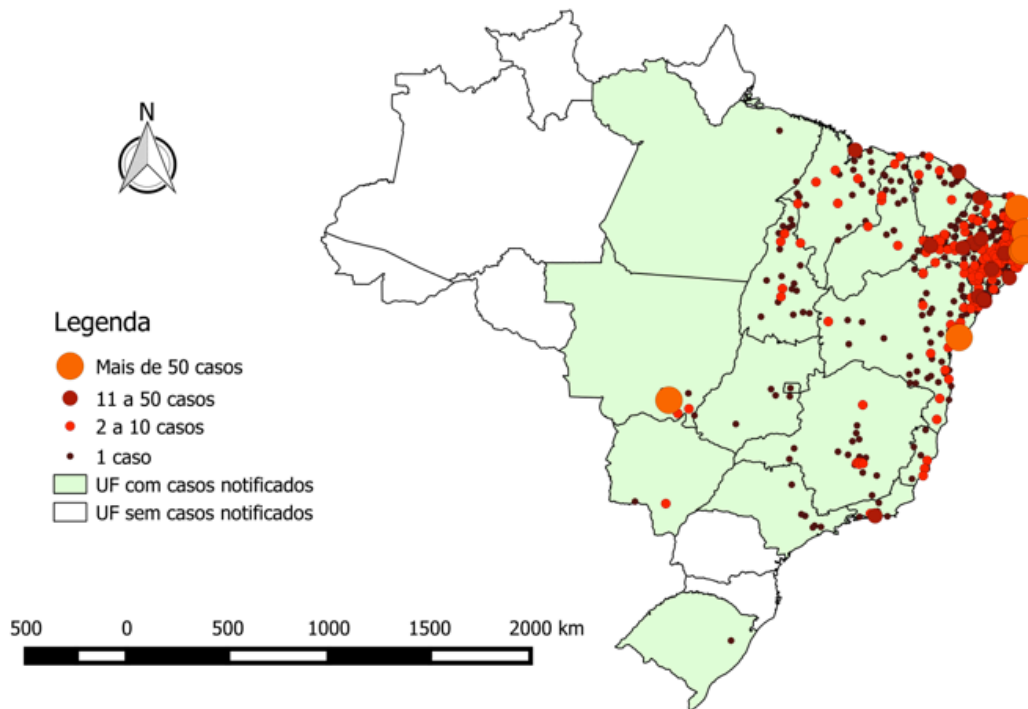 N
Legenda
Mais de 50 casos
11 a 50 casos
2 a 10 casos
1 caso
UF com casos notificados
UF sem casos notificados
500 0 500 1000 1500 2000 km